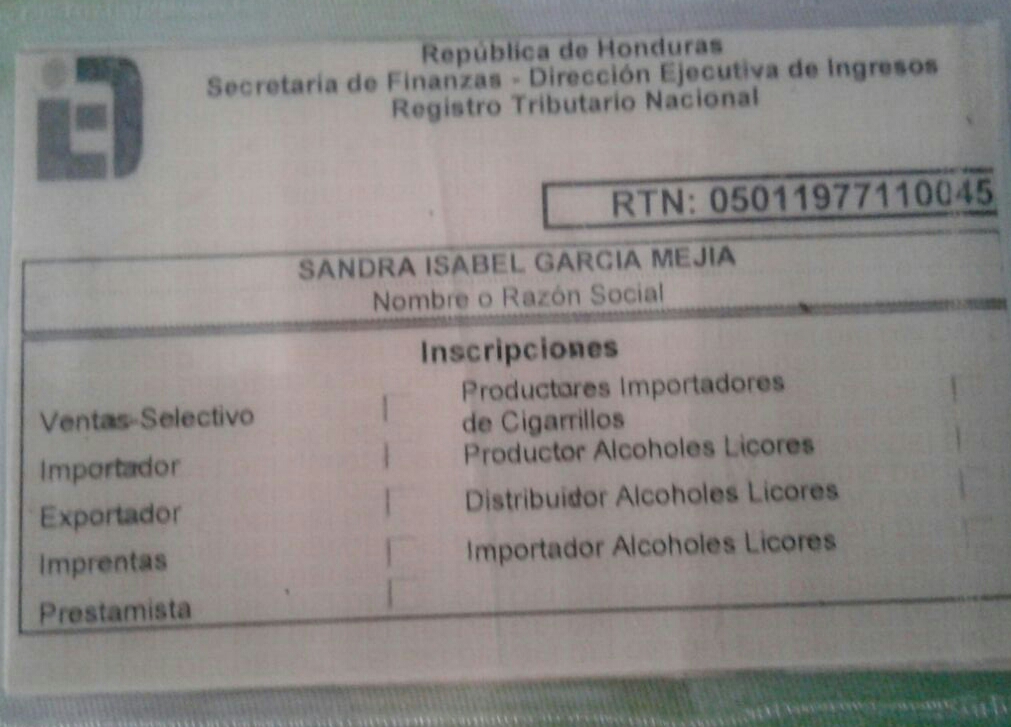 República de Honduras
Secretaria de Finanzas - Dirección Ejecutiva de Ingresos
Registro Tributario Nacional
RTN: 05011977110045
SANDRA ISABEL GARCIA MEJIA
Nombre o Razón Social
Inscripciones
Ventas-Selectivo
Productores Importadores
de Cigarrillos
Importador
Productor Alcoholes Licores
Exportador
Distribuidor Alcoholes Licores
Imprentas
Importador Alcoholes Licores
Prestamista